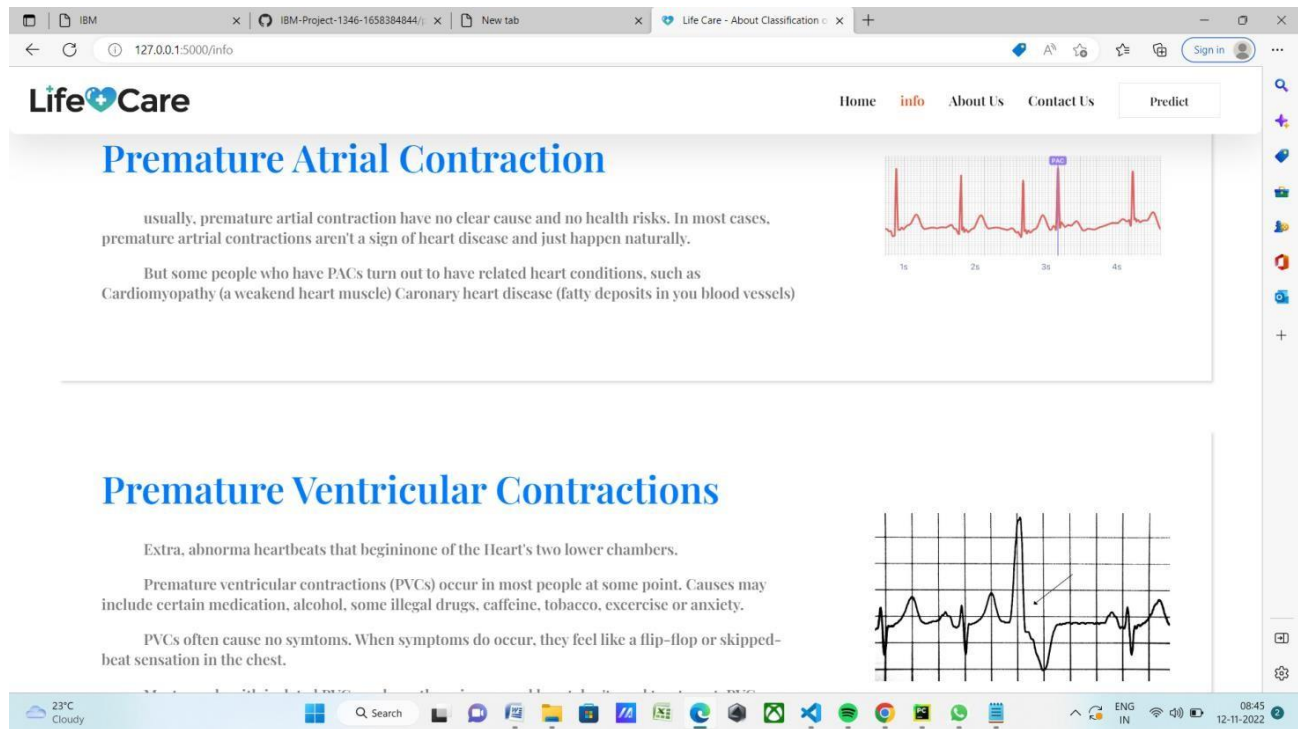 IBM
IBM-Project-1346-1658384844/
New tab
Life Care - About Classification o
127.0.0.1:5000/info
Sign in
Life Care
Home info About Us Contact Us Predict
Premature Atrial Contraction
PAC
usually, premature artial contraction have no clear cause and no health risks. In most cases,
premature artrial contractions aren't a sign of heart disease and just happen naturally.
But some people who have PACs turn out to have related heart conditions, such as
Cardiomyopathy (a weakend heart muscle) Caronary heart disease (fatty deposits in you blood vessels)
1s 2s 3s 4s
Premature Ventricular Contractions
Extra, abnorma heartbeats that begininone of the Heart's two lower chambers.
Premature ventricular contractions (PVCs) occur in most people at some point. Causes may
include certain medication, alcohol, some illegal drugs, caffeine, tobacco, excercise or anxiety.
PVCs often cause no symtoms. When symptoms do occur, they feel like a flip-flop or skipped-
beat sensation in the chest.
23°C
Cloudy
Search
ENG
IN
08:45
12-11-2022
2